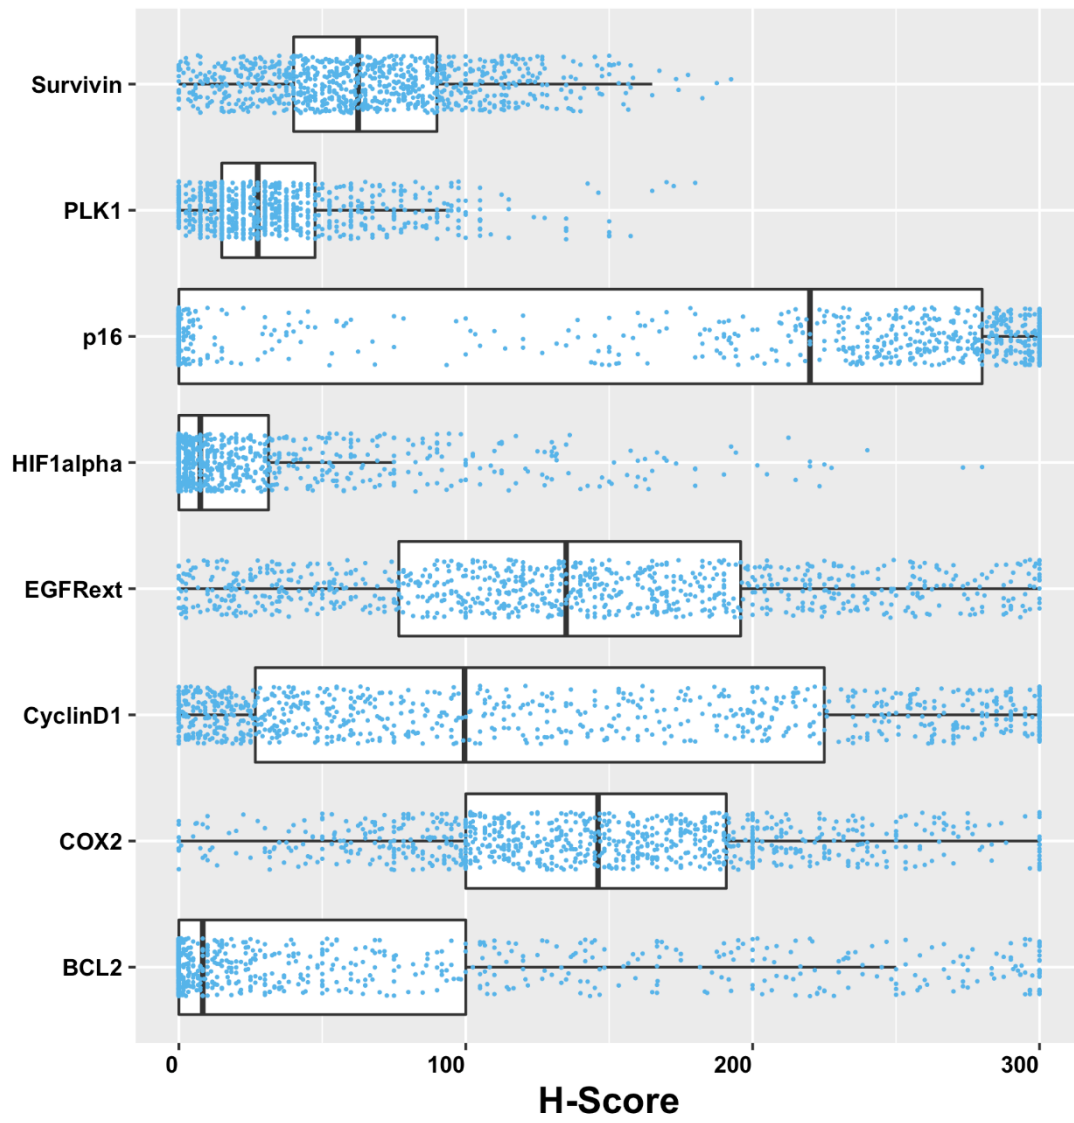 Survivin
PLK1
p16
HIF1alpha
EGFRext
CyclinD1
COX2
BCL2
0 100 200 300
H-Score